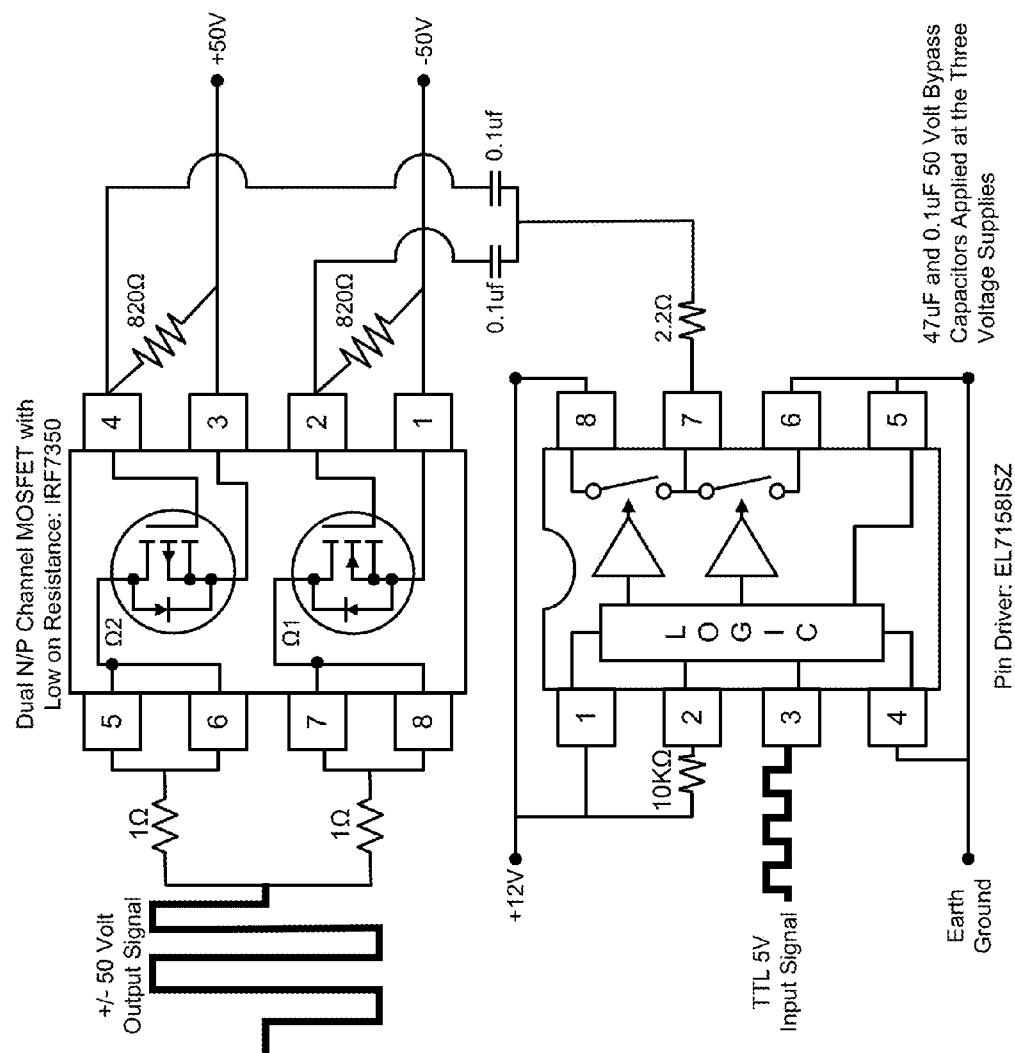 Dual N/P Channel MOSFET with
Low on Resistance: IRF7350
+50V
-50V
820Ω
820Ω
4
3
2
1
Ω2
Ω1
5
6
7
8
1Ω
1Ω
+/- 50 Volt
Output Signal
0.1uf
0.1uf
2.2Ω
+12V
8
7
6
5
LOGIC
1
2
3
4
10KΩ
TTL 5V
Input Signal
Earth
Ground
Pin Driver: EL7158ISZ
47uF and 0.1uF 50 Volt Bypass
Capacitors Applied at the Three
Voltage Supplies